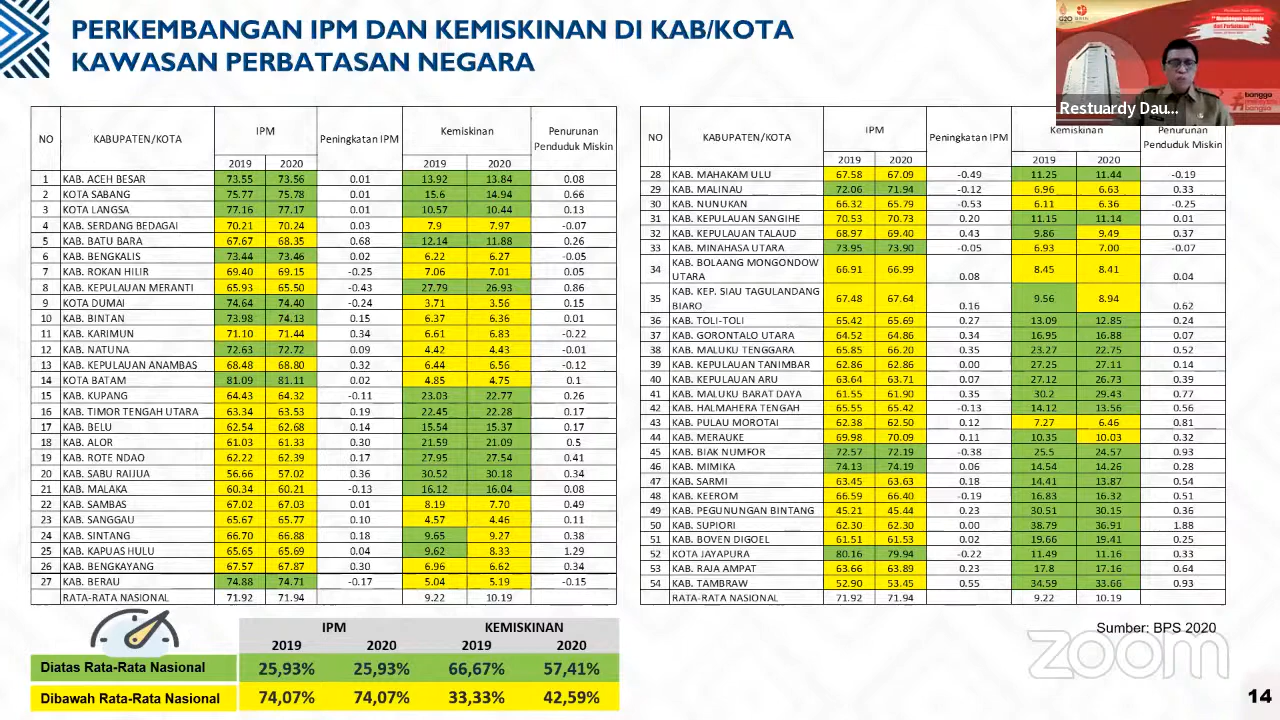 PERKEMBANGAN IPM DAN KEMISKINAN DI KAB/KOTA
KAWASAN PERBATASAN NEGARA
G20
Restuardy Dau...
bangga
NO KABUPATEN/KOTA IPM Peningkatan IPM Kemiskinan Penurunan Penduduk Miskin
2019 2020 2019 2020
1 KAB. ACEH BESAR 73.55 73.56 0.01 13.92 13.84 0.08
2 KOTA SABANG 75.77 75.78 0.01 15.6 14.94 0.66
3 KOTA LANGSA 77.16 77.17 0.01 10.57 10.44 0.13
4 KAB. SERDANG BEDAGAI 70.21 70.24 0.03 7.9 7.97 -0.07
5 KAB. BATU BARA 67.67 68.35 0.68 12.14 11.88 0.26
6 KAB. BENGKALIS 73.44 73.46 0.02 6.22 6.27 -0.05
7 KAB. ROKAN HILIR 69.40 69.15 -0.25 7.06 7.01 0.05
8 KAB. KEPULAUAN MERANTI 65.93 65.50 -0.43 27.79 26.93 0.86
9 KOTA DUMAI 74.64 74.40 -0.24 3.71 3.56 0.15
10 KAB. BINTAN 73.98 74.13 0.15 6.37 6.36 0.01
11 KAB. KARIMUN 71.10 71.44 0.34 6.61 6.83 -0.22
12 KAB. NATUNA 72.63 72.72 0.09 4.42 4.43 -0.01
13 KAB. KEPULAUAN ANAMBAS 68.48 68.80 0.32 6.44 6.56 -0.12
14 KOTA BATAM 81.09 81.11 0.02 4.85 4.75 0.1
15 KAB. KUPANG 64.43 64.32 -0.11 23.03 22.77 0.26
16 KAB. TIMOR TENGAH UTARA 63.34 63.53 0.19 22.45 22.28 0.17
17 KAB. BELU 62.54 62.68 0.14 15.54 15.37 0.17
18 KAB. ALOR 61.03 61.33 0.30 21.59 21.09 0.5
19 KAB. ROTE NDAO 62.22 62.39 0.17 27.95 27.54 0.41
20 KAB. SABU RAIJUA 56.66 57.02 0.36 30.52 30.18 0.34
21 KAB. MALAKA 60.34 60.21 -0.13 16.12 16.04 0.08
22 KAB. SAMBAS 67.02 67.03 0.01 8.19 7.70 0.49
23 KAB. SANGGAU 65.67 65.77 0.10 4.57 4.46 0.11
24 KAB. SINTANG 66.70 66.88 0.18 9.65 9.27 0.38
25 KAB. KAPUAS HULU 65.65 65.69 0.04 9.62 8.33 1.29
26 KAB. BENGKAYANG 67.57 67.87 0.30 6.96 6.62 0.34
27 KAB. BERAU 74.88 74.71 -0.17 5.04 5.19 -0.15
RATA-RATA NASIONAL 71.92 71.94 9.22 10.19
NO KABUPATEN/KOTA IPM Peningkatan IPM Kemiskinan Penurunan Penduduk Miskin
2019 2020 2019 2020
28 KAB. MAHAKAM ULU 67.58 67.09 -0.49 11.25 11.44 -0.19
29 KAB. MALINAU 72.06 71.94 -0.12 6.96 6.63 0.33
30 KAB. NUNUKAN 66.32 65.79 -0.53 6.11 6.36 -0.25
31 KAB. KEPULAUAN SANGIHE 70.53 70.73 0.20 11.15 11.14 0.01
32 KAB. KEPULAUAN TALAUD 68.97 69.40 0.43 9.86 9.49 0.37
33 KAB. MINAHASA UTARA 73.95 73.90 -0.05 6.93 7.00 -0.07
34 KAB. BOLAANG MONGONDOW UTARA 66.91 66.99 0.08 8.45 8.41 0.04
35 KAB. KEP. SIAU TAGULANDANG BIARO 67.48 67.64 0.16 9.56 8.94 0.62
36 KAB. TOLI-TOLI 65.42 65.69 0.27 13.09 12.85 0.24
37 KAB. GORONTALO UTARA 64.52 64.86 0.34 16.95 16.88 0.07
38 KAB. MALUKU TENGGARA 65.85 66.20 0.35 23.27 22.75 0.52
39 KAB. KEPULAUAN TANIMBAR 62.86 62.86 0.00 27.25 27.11 0.14
40 KAB. KEPULAUAN ARU 63.64 63.71 0.07 27.12 26.73 0.39
41 KAB. MALUKU BARAT DAYA 61.55 61.90 0.35 30.2 29.43 0.77
42 KAB. HALMAHERA TENGAH 65.55 65.42 -0.13 14.12 13.56 0.56
43 KAB. PULAU MOROTAI 62.38 62.50 0.12 7.27 6.46 0.81
44 KAB. MERAUKE 69.98 70.09 0.11 10.35 10.03 0.32
45 KAB. BIAK NUMFOR 72.57 72.19 -0.38 25.5 24.57 0.93
46 KAB. MIMIKA 74.13 74.19 0.06 14.54 14.26 0.28
47 KAB. SARMI 63.45 63.63 0.18 14.41 13.87 0.54
48 KAB. KEEROM 66.59 66.40 -0.19 16.83 16.32 0.51
49 KAB. PEGUNUNGAN BINTANG 45.21 45.44 0.23 30.51 30.15 0.36
50 KAB. SUPIORI 62.30 62.30 0.00 38.79 36.91 1.88
51 KAB. BOVEN DIGOEL 61.51 61.53 0.02 19.66 19.41 0.25
52 KOTA JAYAPURA 80.16 79.94 -0.22 11.49 11.16 0.33
53 KAB. RAJA AMPAT 63.66 63.89 0.23 17.8 17.16 0.64
54 KAB. TAMBRAW 52.90 53.45 0.55 34.59 33.66 0.93
RATA-RATA NASIONAL 71.92 71.94 9.22 10.19
IPM KEMISKINAN
2019 2020 2019 2020
Diatas Rata-Rata Nasional 25,93% 25,93% 66,67% 57,41%
Dibawah Rata-Rata Nasional 74,07% 74,07% 33,33% 42,59%
Sumber: BPS 2020
zoom
14